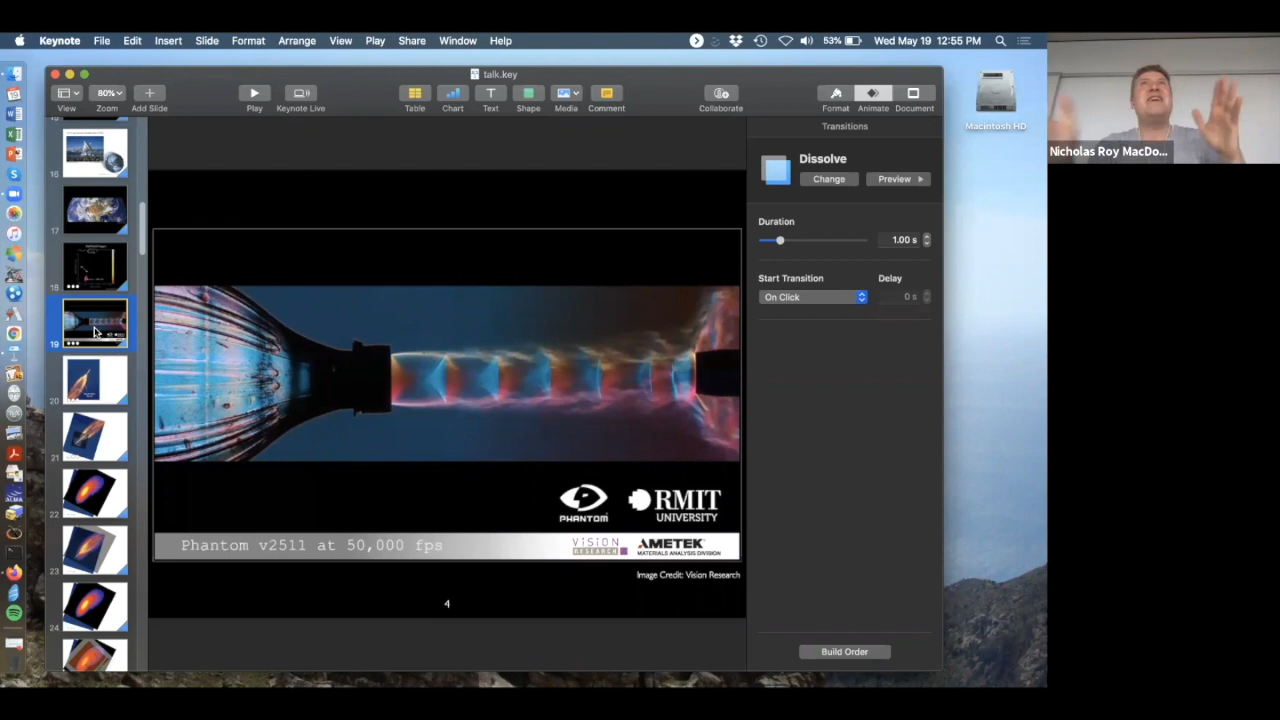 Keynote File Edit Insert Slide Format Arrange View Play Share Window Help
53% Wed May 19 12:55 PM
talk.key
80%
View Zoom Add Slide Play Keynote Live Table Chart Text Shape Media Comment Collaborate Format Animate Document
Transitions
Dissolve
Change Preview
Duration
1.00 s
Start Transition Delay
On Click 0 s
Build Order
16
17
18
19
20
21
22
23
24
PHANTOM
RMIT
UNIVERSITY
Phantom v2511 at 50,000 fps
VISION
RESEARCH
AMETEK
MATERIALS ANALYSIS DIVISION
Image Credit: Vision Research
4
Macintosh HD
Nicholas Roy MacDo...